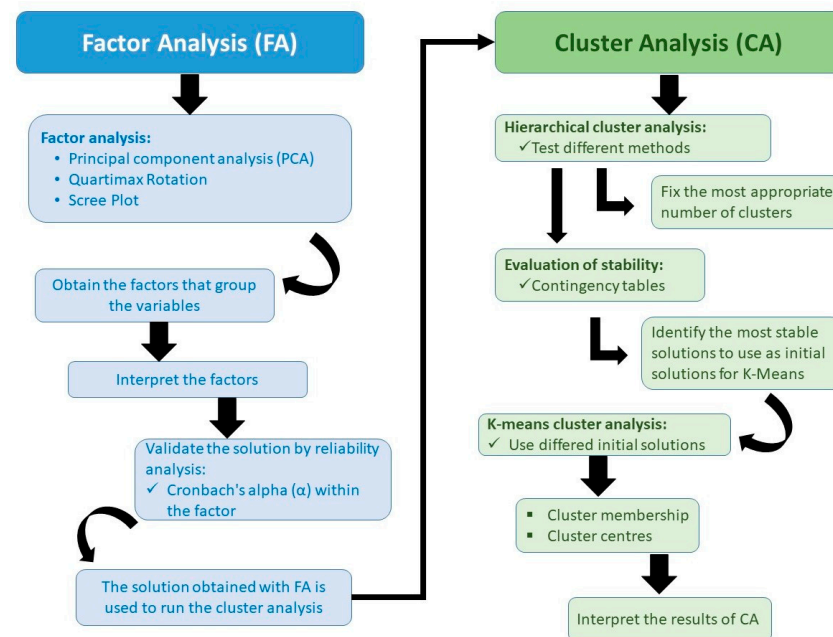 Factor Analysis (FA)
Factor analysis:
• Principal component analysis (PCA)
• Quartimax Rotation
• Scree Plot
Obtain the factors that group
the variables
Interpret the factors
Validate the solution by reliability
analysis:
✓ Cronbach's alpha (α) within
the factor
The solution obtained with FA is
used to run the cluster analysis
Cluster Analysis (CA)
Hierarchical cluster analysis:
✓Test different methods
Fix the most appropriate
number of clusters
Evaluation of stability:
✓Contingency tables
Identify the most stable
solutions to use as initial
solutions for K-Means
K-means cluster analysis:
✓ Use differed initial solutions
▪ Cluster membership
▪ Cluster centres
Interpret the results of CA